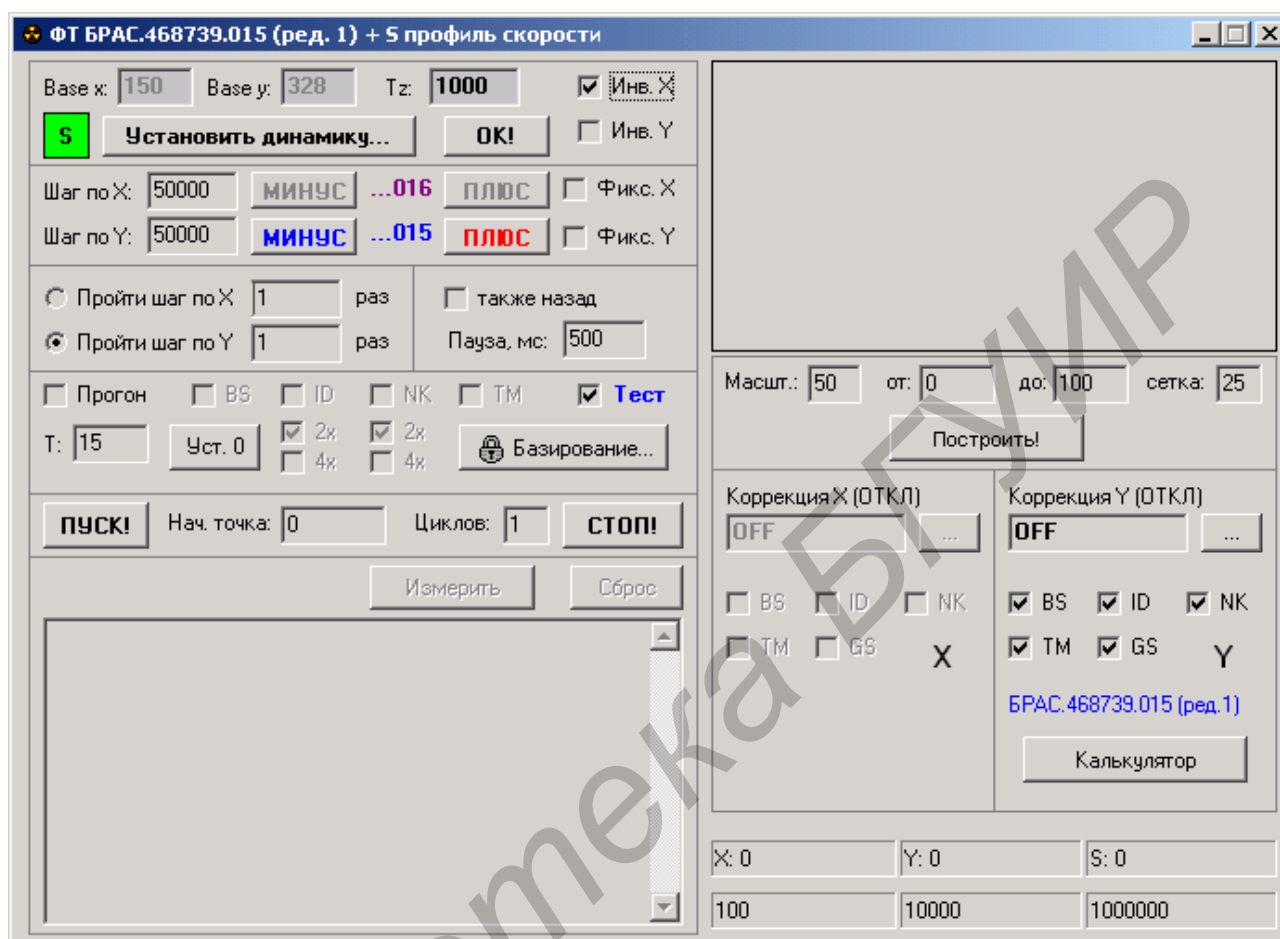 ФТ БРАС.468739.015 (ред. 1) + S профиль скорости
Base x: 150 Base y: 328 Tz: 1000 Инв. X
S Установить динамику... OK! Инв. Y
Шаг по X: 50000 МИНУС ...016 ПЛЮС Фикс. X
Шаг по Y: 50000 МИНУС ...015 ПЛЮС Фикс. Y
Пройти шаг по X 1 раз также назад
Пройти шаг по Y 1 раз Пауза, мс: 500
Прогон BS ID NK TM Тест
T: 15 Уст. 0 2x 2x Базирование...
4x 4x
ПУСК! Нач. точка: 0 Циклов: 1 СТОП!
Измерить Сброс
Масшт.: 50 от: 0 до: 100 сетка: 25
Построить!
Коррекция X (ОТКЛ) Коррекция Y (ОТКЛ)
OFF ... OFF ...
BS ID NK BS ID NK
TM GS X TM GS Y
БРАС.468739.015 (ред.1)
Калькулятор
X: 0 Y: 0 S: 0
100 10000 1000000
отека БГУИР